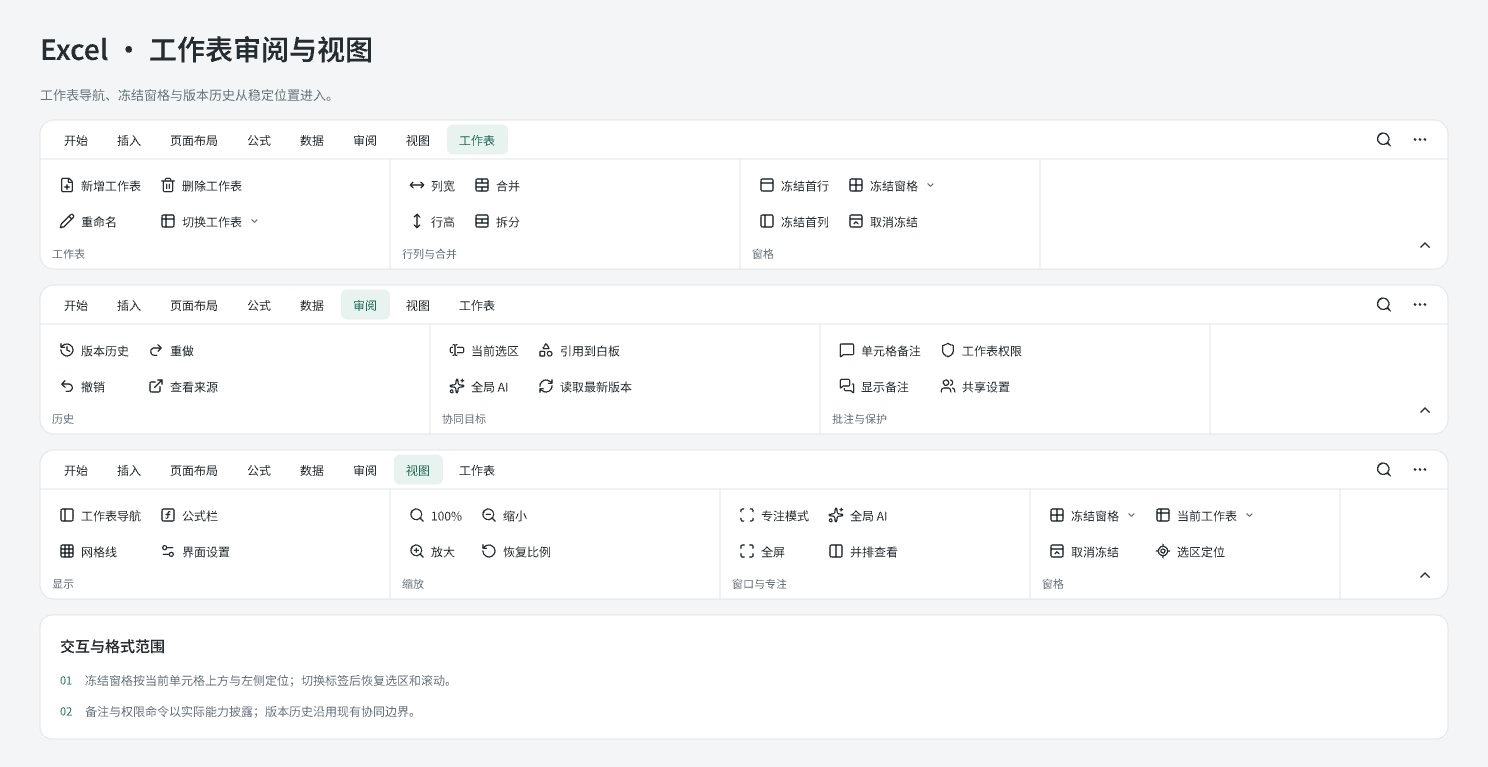 Excel · 工作表审阅与视图
工作表导航、冻结窗格与版本历史从稳定位置进入。
开始 插入 页面布局 公式 数据 审阅 视图 工作表
新增工作表 删除工作表 列宽 合并 冻结首行 冻结窗格
重命名 切换工作表 行高 拆分 冻结首列 取消冻结
工作表 行列与合并 窗格
开始 插入 页面布局 公式 数据 审阅 视图 工作表
版本历史 重做 当前选区 引用到白板 单元格备注 工作表权限
撤销 查看来源 全局 AI 读取最新版本 显示备注 共享设置
历史 协同目标 批注与保护
开始 插入 页面布局 公式 数据 审阅 视图 工作表
工作表导航 公式栏 100% 缩小 专注模式 全局 AI 冻结窗格 当前工作表
网格线 界面设置 放大 恢复比例 全屏 并排查看 取消冻结 选区定位
显示 缩放 窗口与专注 窗格
交互与格式范围
01 冻结窗格按当前单元格上方与左侧定位；切换标签后恢复选区和滚动。
02 备注与权限命令以实际能力披露；版本历史沿用现有协同边界。